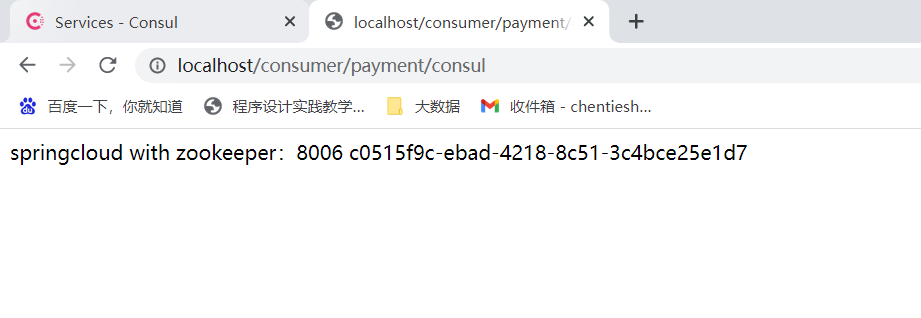 Services - Consul
localhost/consumer/payment/
localhost/consumer/payment/consul
百度一下，你就知道 程序设计实践教学... 大数据 收件箱 - chentiesh...
springcloud with zookeeper：8006 c0515f9c-ebad-4218-8c51-3c4bce25e1d7